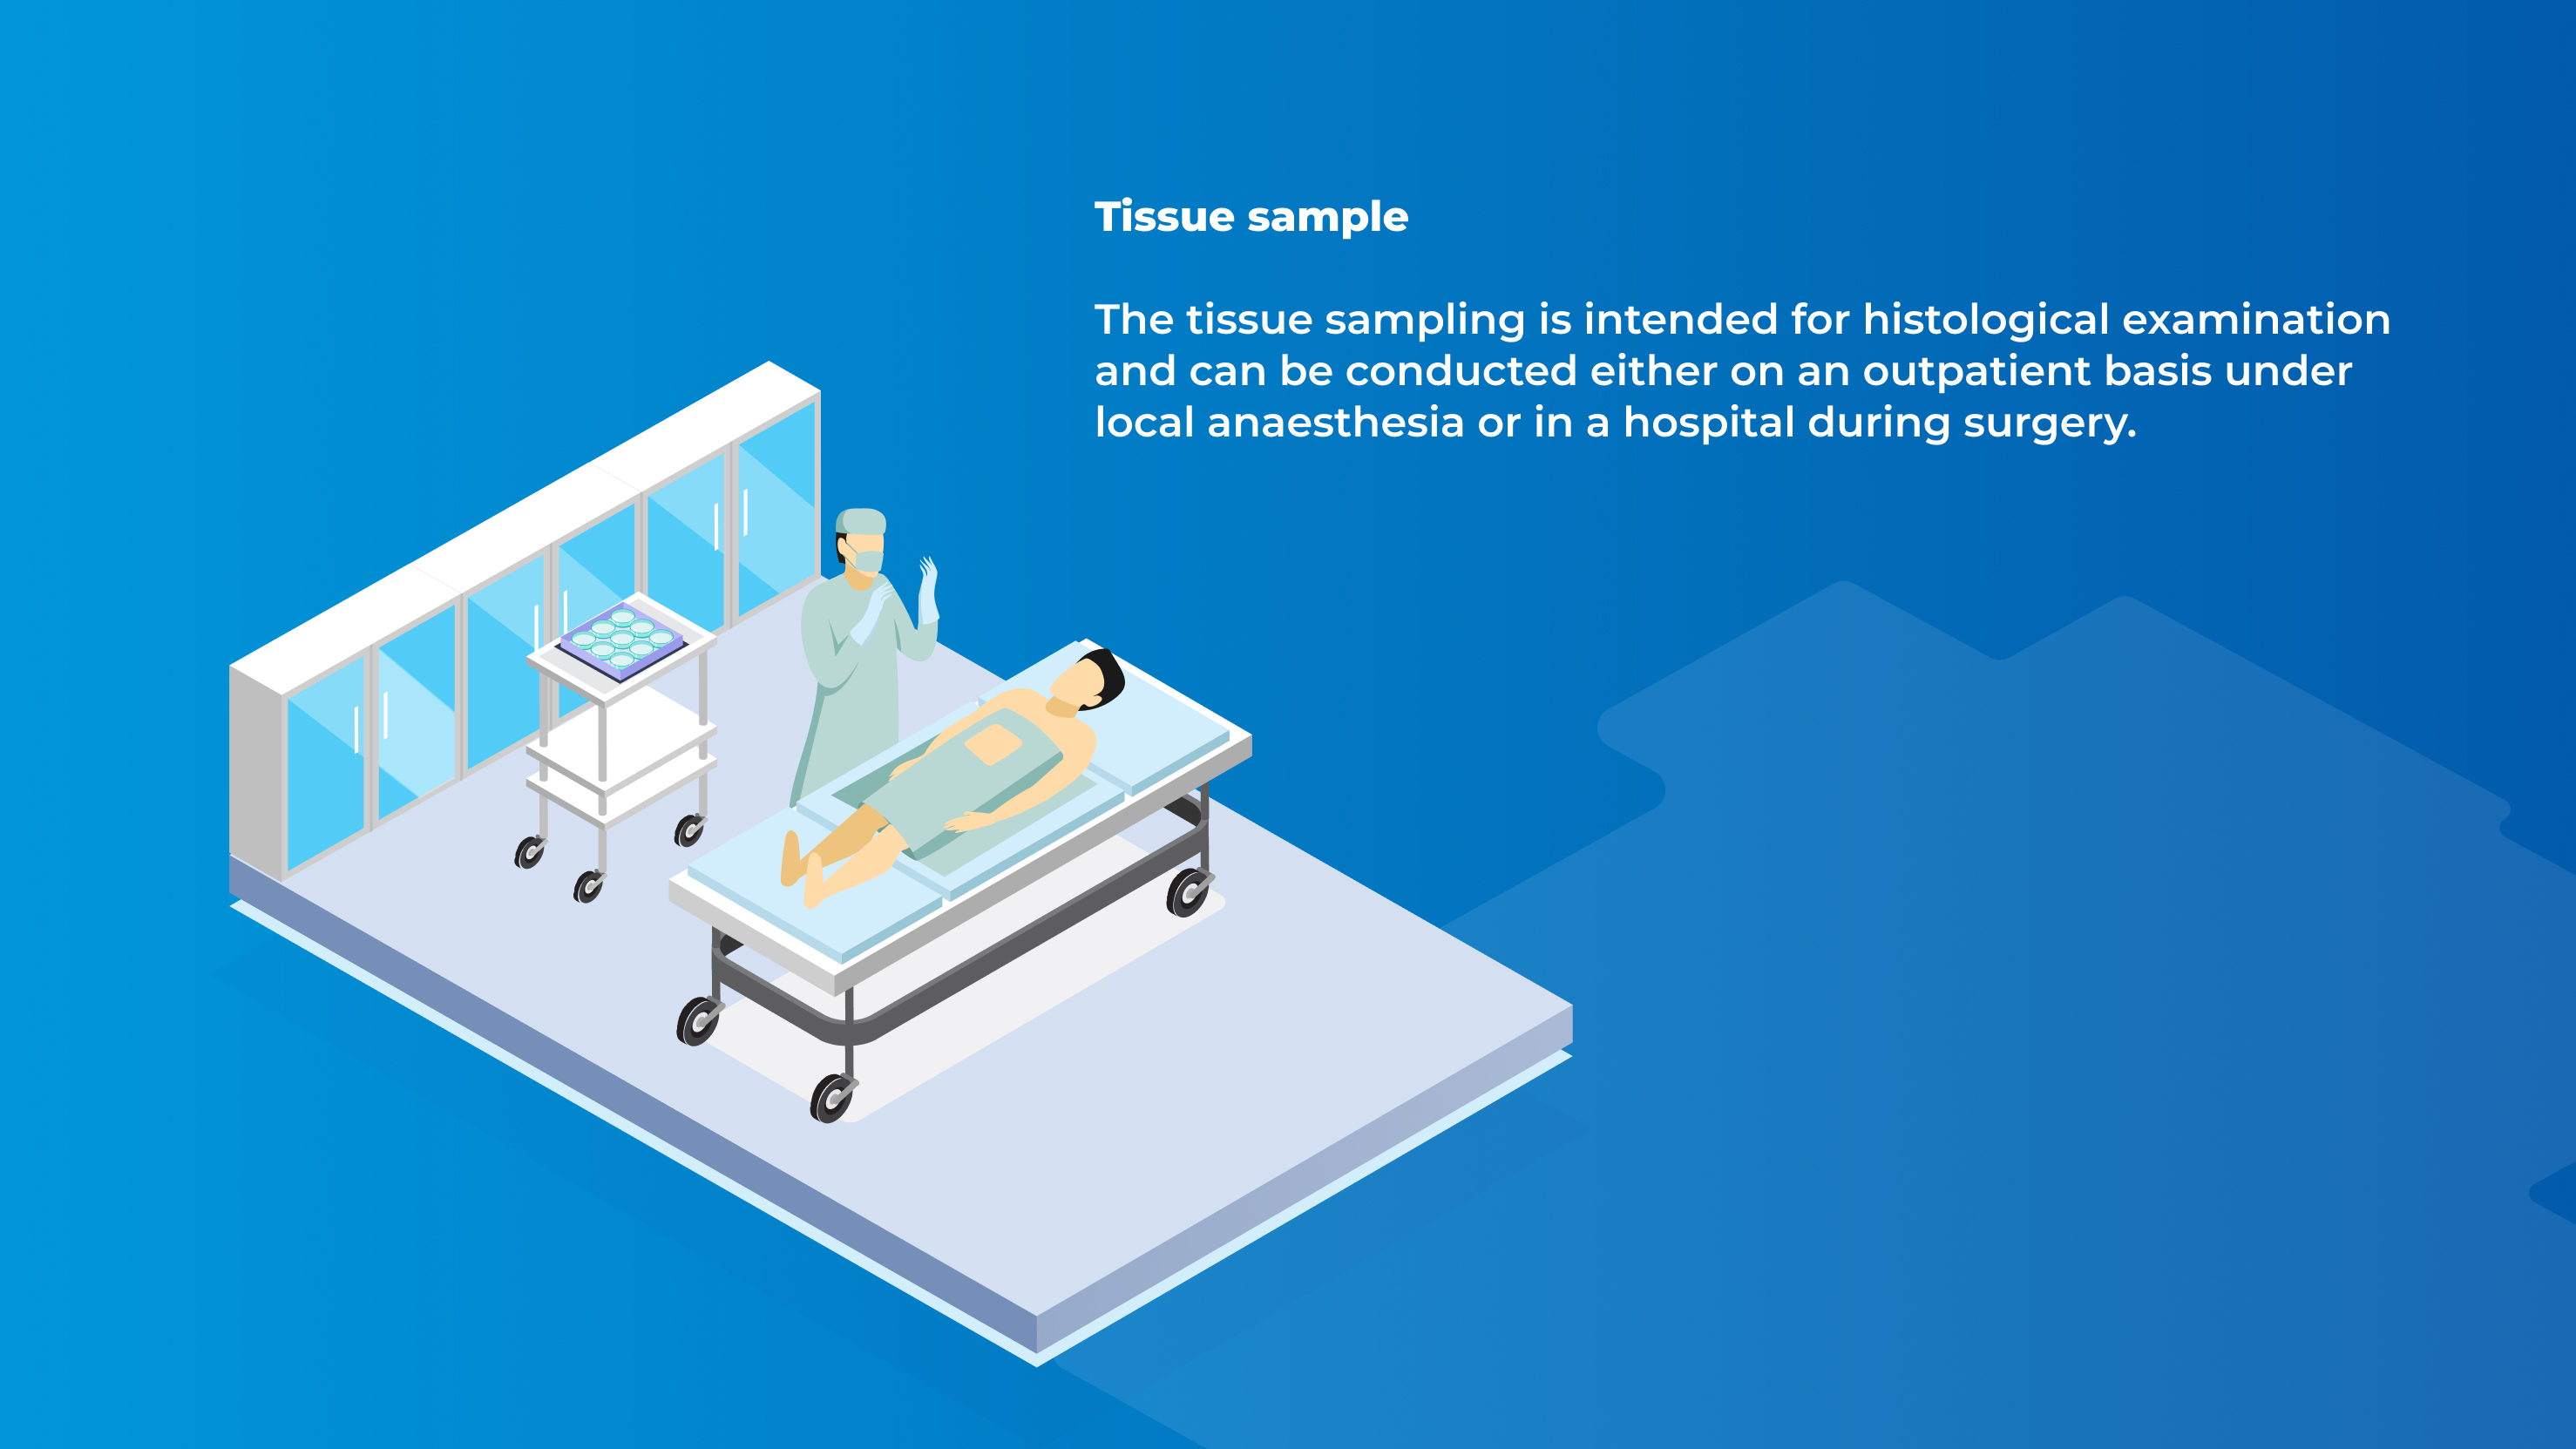 Tissue sample
The tissue sampling is intended for histological examination
and can be conducted either on an outpatient basis under
local anaesthesia or in a hospital during surgery.